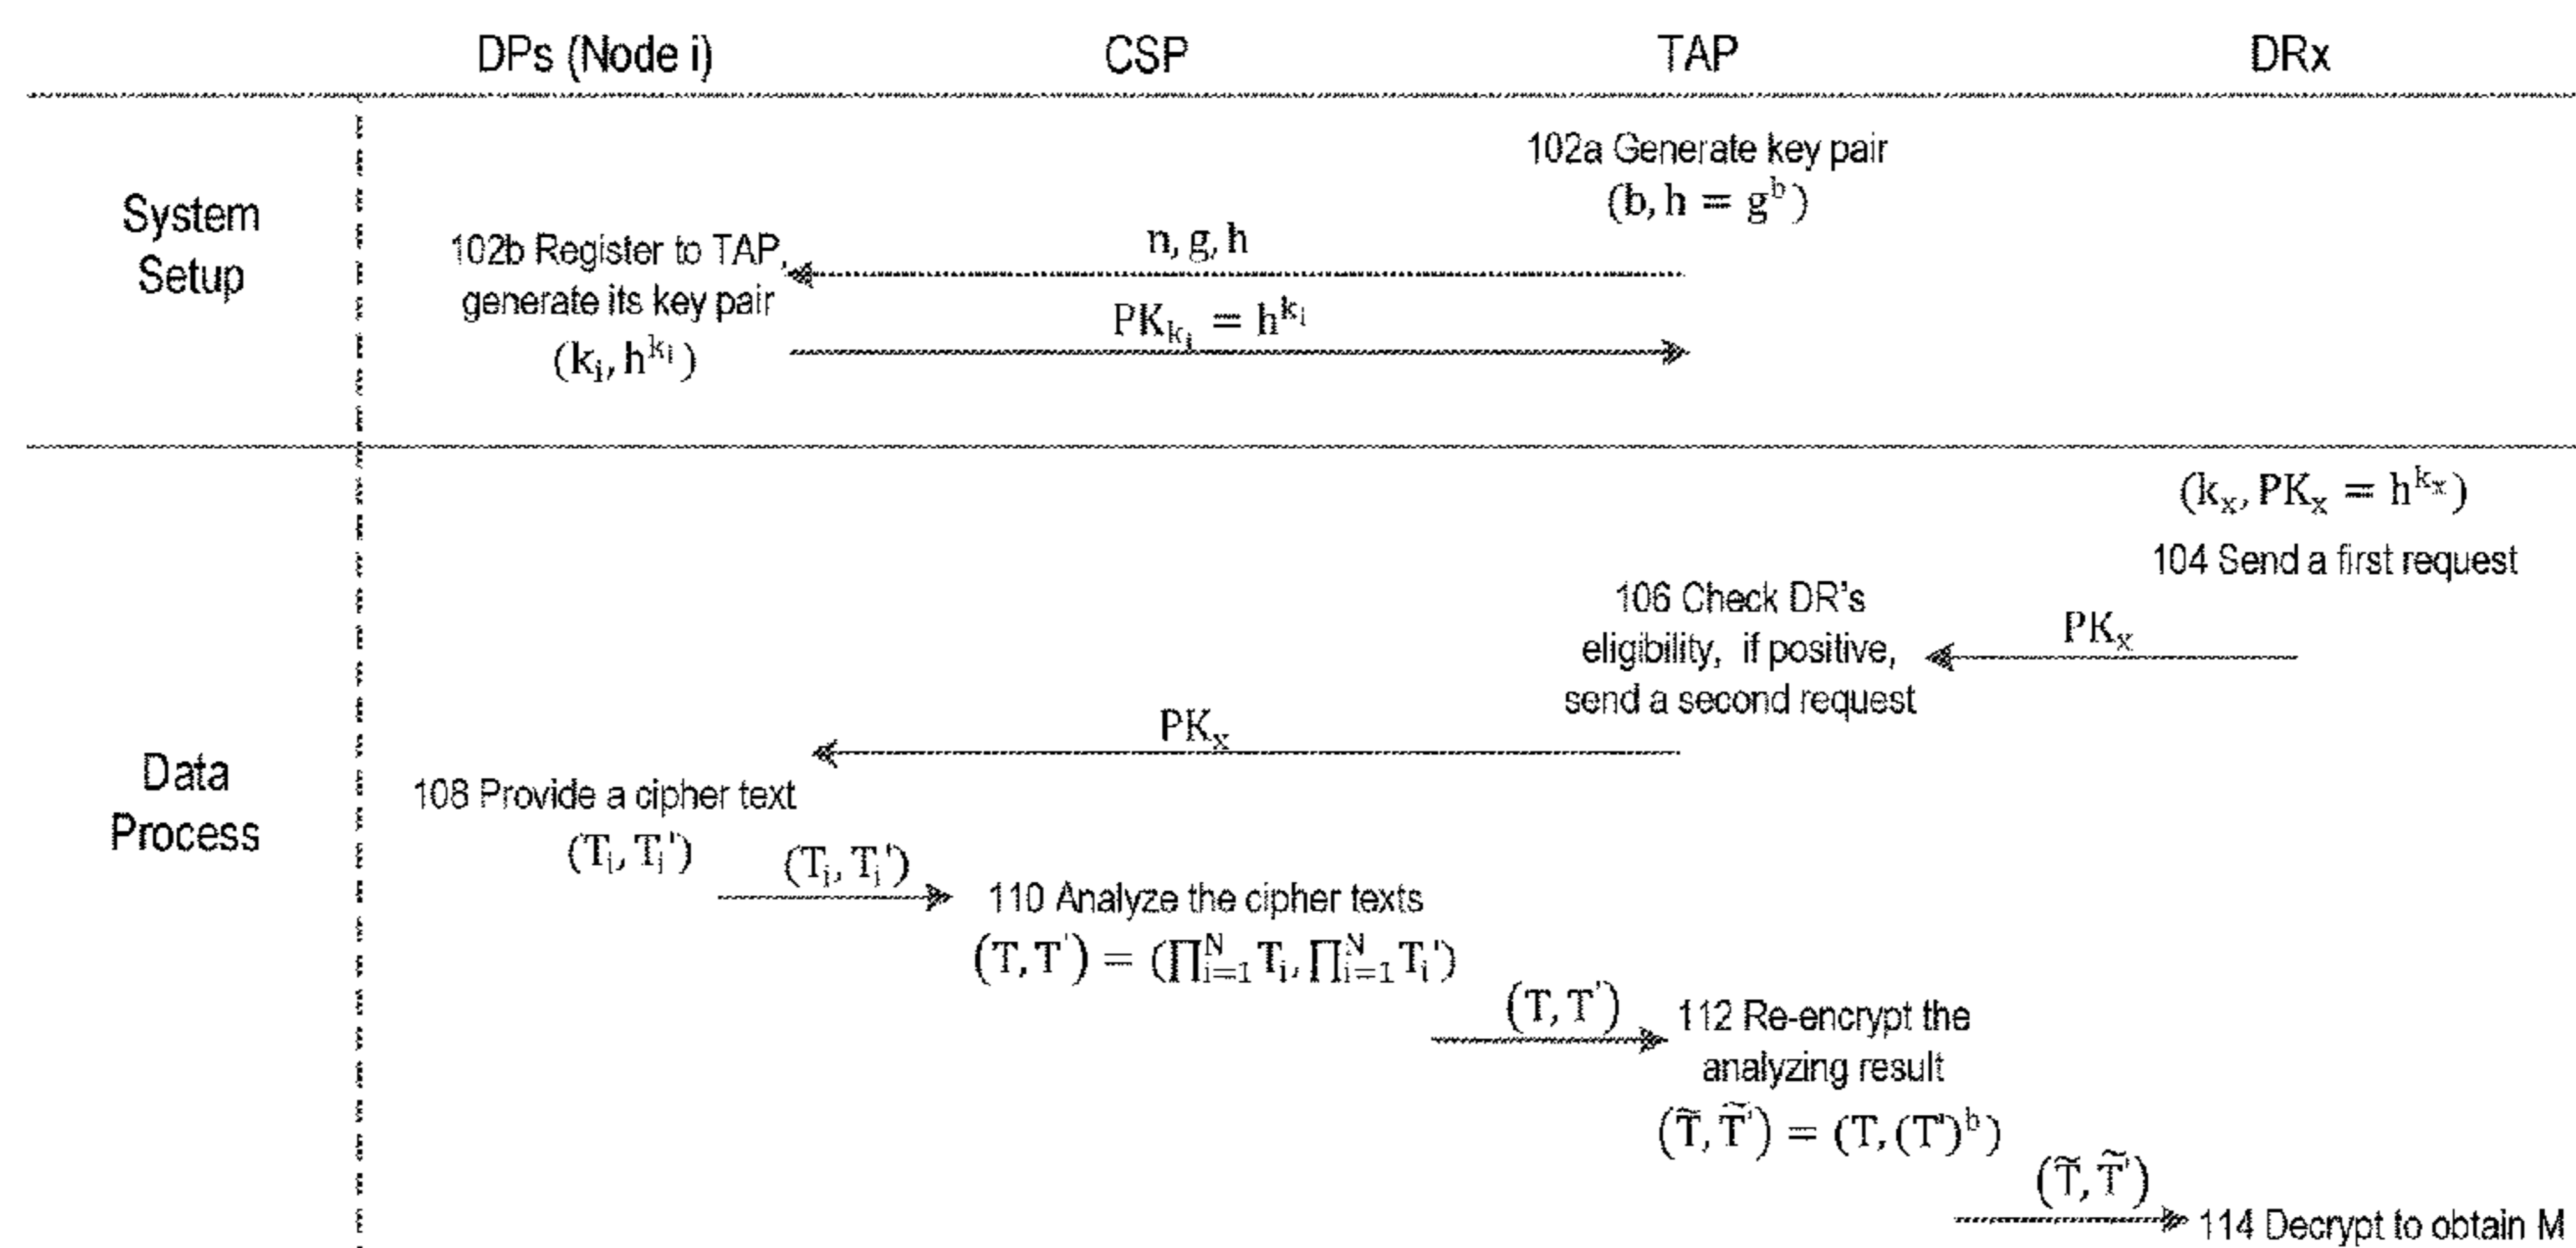 DPs (Node i) CSP TAP DRx
System
Setup
102a Generate key pair
(b, h = g^b)
102b Register to TAP,
generate its key pair
(k_i, h^{k_i})
n, g, h
PK_{k_i} = h^{k_i}
Data
Process
(k_x, PK_x = h^{k_x})
104 Send a first request
PK_x
106 Check DR's
eligibility, if positive,
send a second request
PK_x
108 Provide a cipher text
(T_i, T_i')
(T_i, T_i')
110 Analyze the cipher texts
(T, T') = (∏_{i=1}^N T_i, ∏_{i=1}^N T_i')
(T, T')
112 Re-encrypt the
analyzing result
(T̃, T̃') = (T, (T')^b)
(T̃, T̃')
114 Decrypt to obtain M